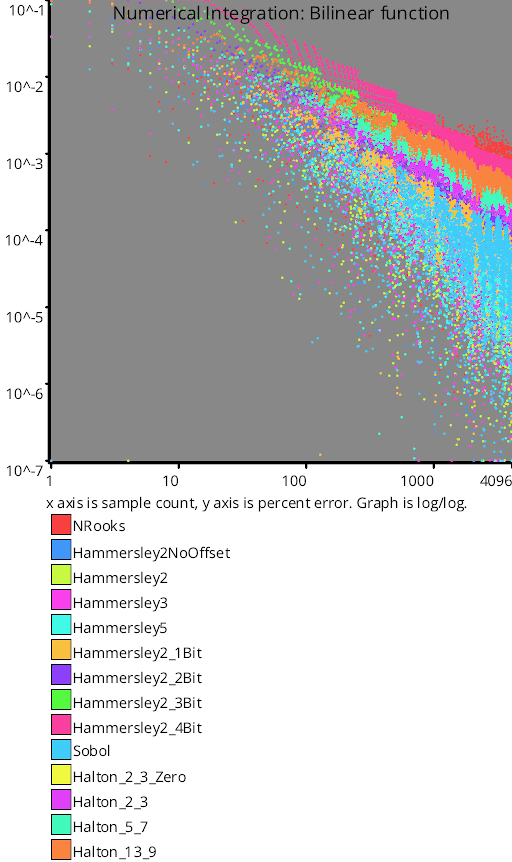 Numerical Integration: Bilinear function
10^-1
10^-2
10^-3
10^-4
10^-5
10^-6
10^-7
1 10 100 1000 4096
x axis is sample count, y axis is percent error. Graph is log/log.
NRooks
Hammersley2NoOffset
Hammersley2
Hammersley3
Hammersley5
Hammersley2_1Bit
Hammersley2_2Bit
Hammersley2_3Bit
Hammersley2_4Bit
Sobol
Halton_2_3_Zero
Halton_2_3
Halton_5_7
Halton_13_9